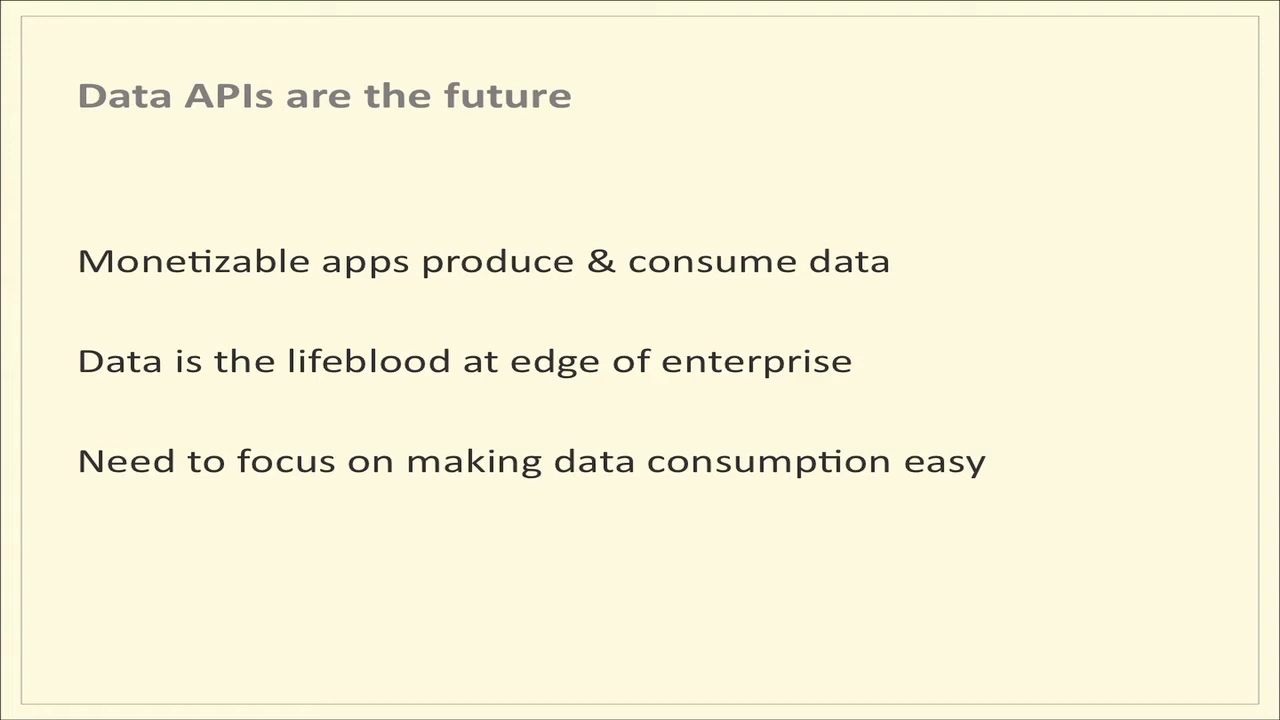 Data APIs are the future
Monetizable apps produce & consume data
Data is the lifeblood at edge of enterprise
Need to focus on making data consumption easy